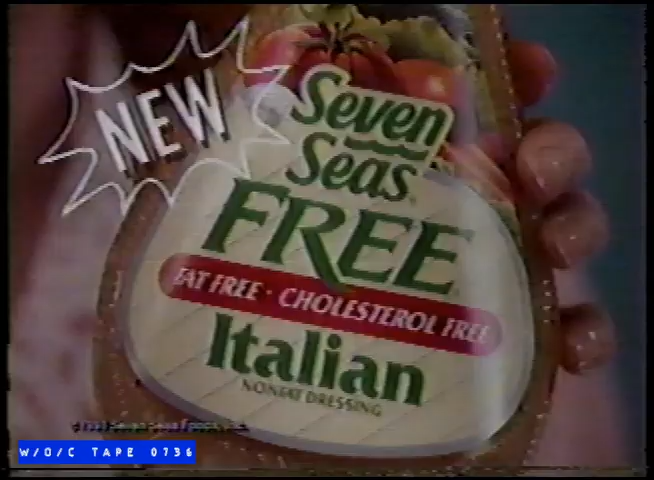 NEW
Seven
Seas
FREE
FAT FREE · CHOLESTEROL FREE
Italian
NONFAT DRESSING
W/O/C TAPE 0736